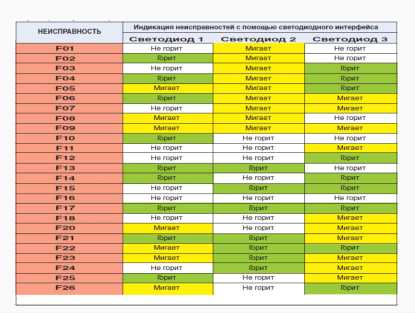 НЕИСПРАВНОСТЬ Индикация неисправностей с помощью светодиодного интерфейса
Светодиод 1 Светодиод 2 Светодиод 3
F01 Не горит Мигает Не горит
F02 Горит Мигает Не горит
F03 Не горит Мигает Горит
F04 Горит Мигает Горит
F05 Мигает Мигает Горит
F06 Горит Мигает Мигает
F07 Не горит Мигает Мигает
F08 Мигает Мигает Не горит
F09 Мигает Мигает Мигает
F10 Горит Не горит Не горит
F11 Не горит Не горит Мигает
F12 Не горит Не горит Горит
F13 Горит Горит Не горит
F14 Горит Не горит Горит
F15 Не горит Горит Горит
F16 Не горит Не горит Не горит
F17 Горит Горит Горит
F18 Не горит Не горит Мигает
F20 Мигает Не горит Мигает
F21 Горит Горит Мигает
F22 Мигает Горит Горит
F23 Мигает Горит Мигает
F24 Не горит Горит Мигает
F25 Горит Не горит Мигает
F26 Мигает Не горит Горит